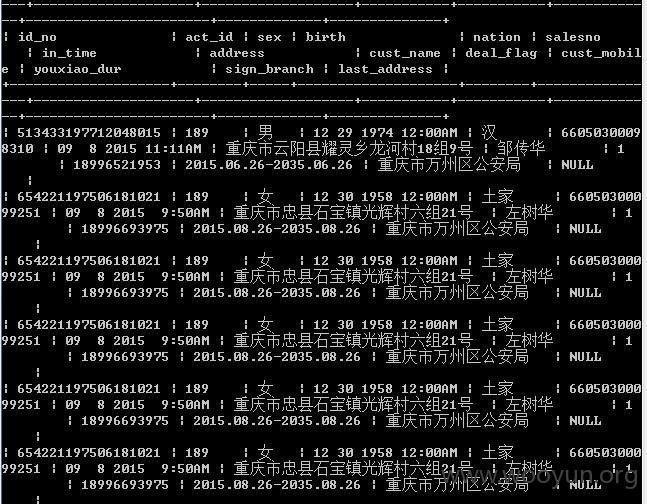 | id_no | act_id | sex | birth | nation | salesno
| in_time | address | cust_name | deal_flag | cust_mobil
e | youxiao_dur | sign_branch | last_address |
| 513433197712048015 | 189 | 男 | 12 29 1974 12:00AM | 汉 | 6605030009
8310 | 09 8 2015 11:11AM | 重庆市云阳县耀灵乡龙河村18组9号 | 邹传华 | 1
| 18996521953 | 2015.06.26-2035.06.26 | 重庆市万州区公安局 | NULL
|
| 654221197506181021 | 189 | 女 | 12 30 1958 12:00AM | 土家 | 660503000
99251 | 09 8 2015 9:50AM | 重庆市忠县石宝镇光辉村六组21号 | 左树华 | 1
| 18996693975 | 2015.08.26-2035.08.26 | 重庆市万州区公安局 | NULL
|
| 654221197506181021 | 189 | 女 | 12 30 1958 12:00AM | 土家 | 660503000
99251 | 09 8 2015 9:50AM | 重庆市忠县石宝镇光辉村六组21号 | 左树华 | 1
| 18996693975 | 2015.08.26-2035.08.26 | 重庆市万州区公安局 | NULL
|
| 654221197506181021 | 189 | 女 | 12 30 1958 12:00AM | 土家 | 660503000
99251 | 09 8 2015 9:50AM | 重庆市忠县石宝镇光辉村六组21号 | 左树华 | 1
| 18996693975 | 2015.08.26-2035.08.26 | 重庆市万州区公安局 | NULL
|
| 654221197506181021 | 189 | 女 | 12 30 1958 12:00AM | 土家 | 660503000
99251 | 09 8 2015 9:50AM | 重庆市忠县石宝镇光辉村六组21号 | 左树华 | 1
| 18996693975 | 2015.08.26-2035.08.26 | 重庆市万州区公安局 | NULL
|
| 654221197506181021 | 189 | 女 | 12 30 1958 12:00AM | 土家 | 660503000
99251 | 09 8 2015 9:50AM | 重庆市忠县石宝镇光辉村六组21号 | 左树华 | 1
| 18996693975 | 2015.08.26-2035.08.26 | 重庆市万州区公安局 | NULL
www.wooyun.org